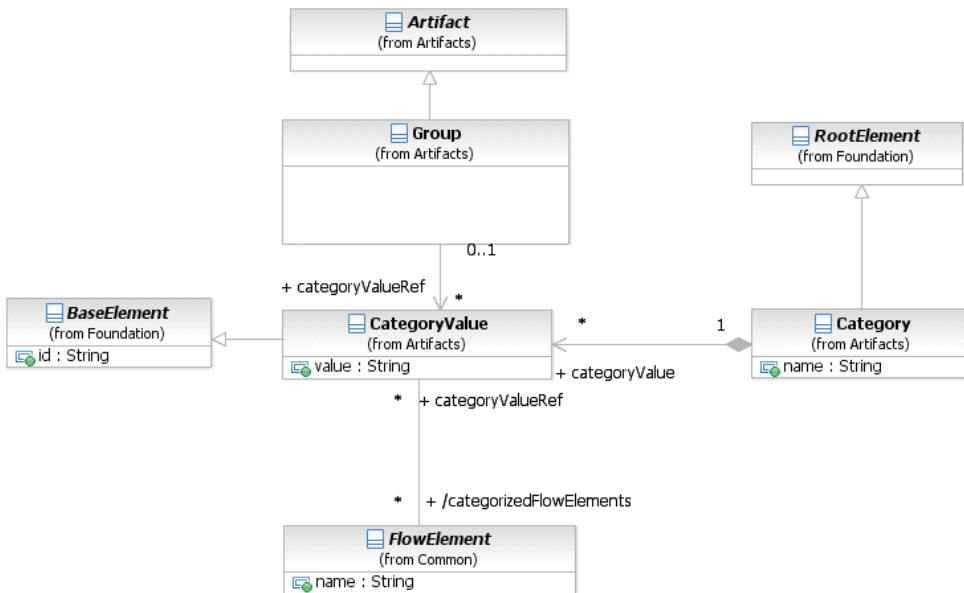 Artifact
(from Artifacts)
Group
(from Artifacts)
RootElement
(from Foundation)
0..1
+ categoryValueRef
*
BaseElement
(from Foundation)
id : String
CategoryValue
(from Artifacts)
value : String
*
1
+ categoryValue
Category
(from Artifacts)
name : String
* + categoryValueRef
* + /categorizedFlowElements
FlowElement
(from Common)
name : String